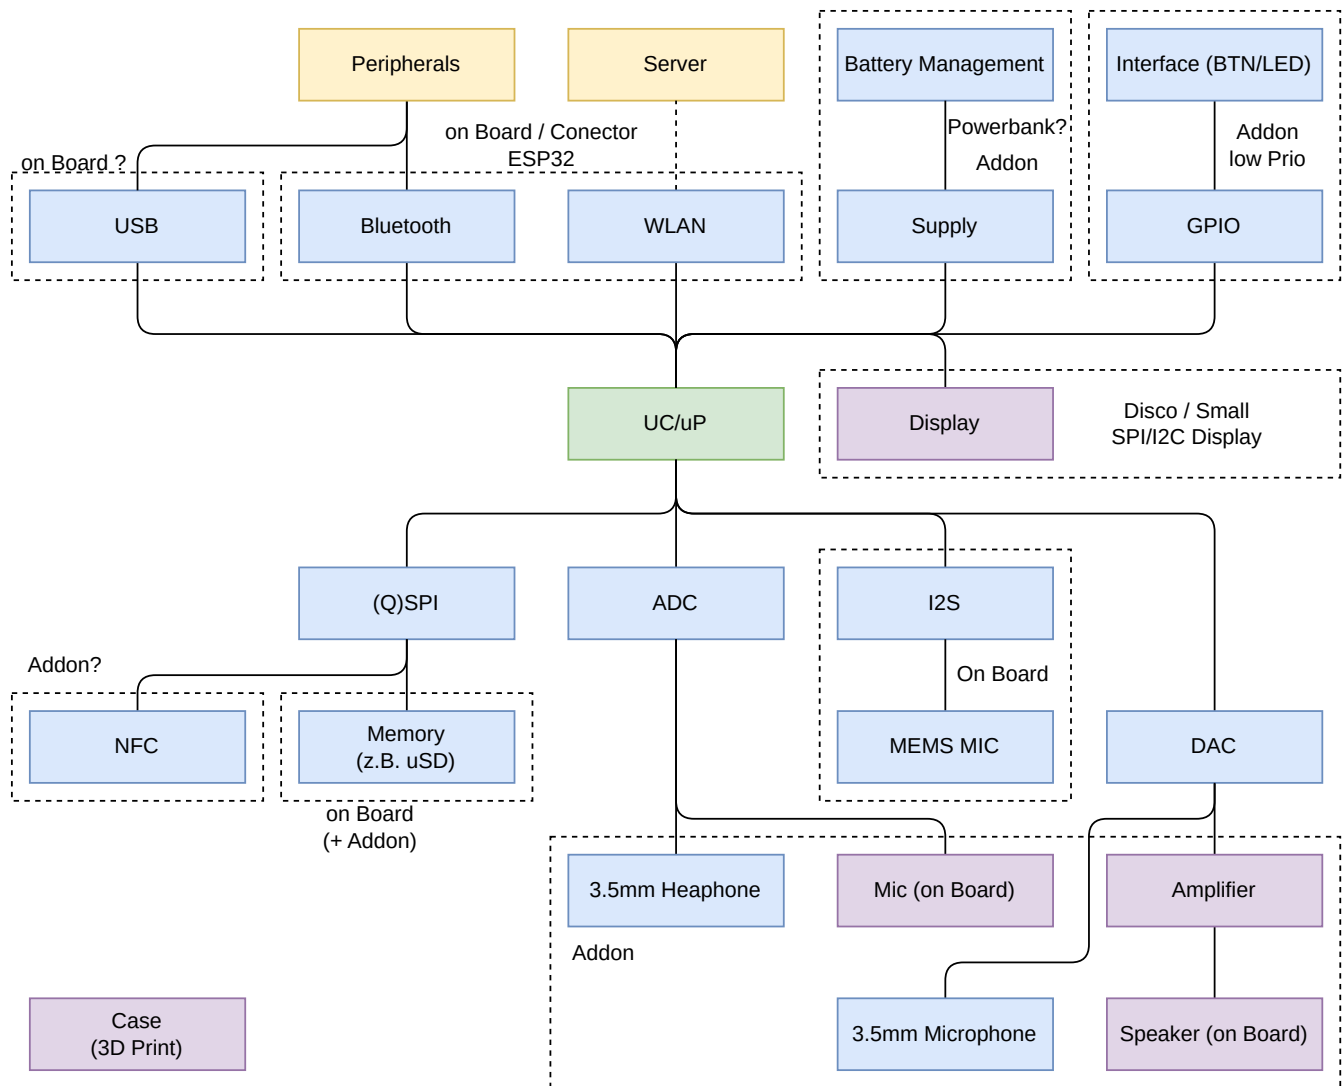 Peripherals
Server
Battery Management
Interface (BTN/LED)
on Board / Conector
ESP32
Powerbank?
Addon
Addon
low Prio
on Board ?
USB
Bluetooth
WLAN
Supply
GPIO
UC/uP
Display
Disco / Small
SPI/I2C Display
(Q)SPI
ADC
I2S
Addon?
On Board
NFC
Memory
(z.B. uSD)
MEMS MIC
DAC
on Board
(+ Addon)
3.5mm Heaphone
Mic (on Board)
Amplifier
Addon
Case
(3D Print)
3.5mm Microphone
Speaker (on Board)